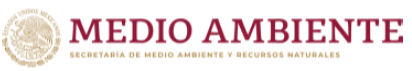 MEDIO AMBIENTE
SECRETARÍA DE MEDIO AMBIENTE Y RECURSOS NATURALES